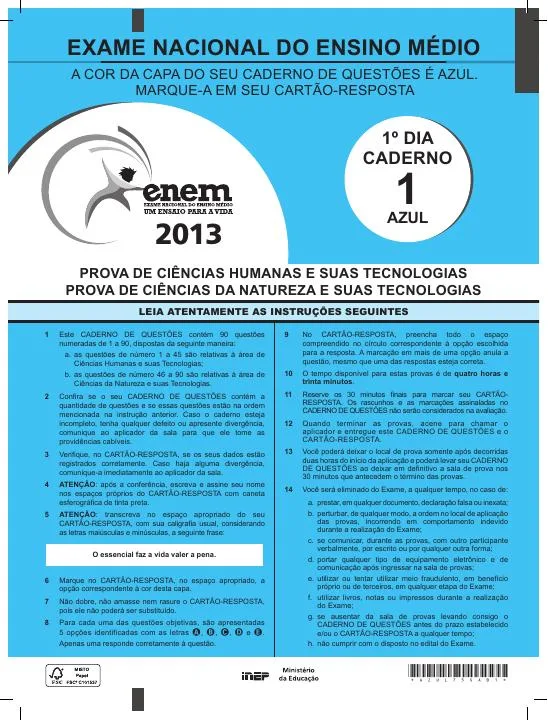 EXAME NACIONAL DO ENSINO MÉDIO
A COR DA CAPA DO SEU CADERNO DE QUESTÕES É AZUL.
MARQUE-A EM SEU CARTÃO-RESPOSTA
1º DIA
CADERNO
1
AZUL
enem
EXAME NACIONAL DO ENSINO MÉDIO
UM ENSAIO PARA A VIDA
2013
PROVA DE CIÊNCIAS HUMANAS E SUAS TECNOLOGIAS
PROVA DE CIÊNCIAS DA NATUREZA E SUAS TECNOLOGIAS
LEIA ATENTAMENTE AS INSTRUÇÕES SEGUINTES
1 Este CADERNO DE QUESTÕES contém 90 questões
numeradas de 1 a 90, dispostas da seguinte maneira:
a. as questões de número 1 a 45 são relativas à área de
Ciências Humanas e suas Tecnologias;
b. as questões de número 46 a 90 são relativas à área de
Ciências da Natureza e suas Tecnologias.
2 Confira se o seu CADERNO DE QUESTÕES contém a
quantidade de questões e se essas questões estão na ordem
mencionada na instrução anterior. Caso o caderno esteja
incompleto, tenha qualquer defeito ou apresente divergência,
comunique ao aplicador da sala para que ele tome as
providências cabíveis.
3 Verifique, no CARTÃO-RESPOSTA, se os seus dados estão
registrados corretamente. Caso haja alguma divergência,
comunique-a imediatamente ao aplicador da sala.
4 ATENÇÃO: após a conferência, escreva e assine seu nome
nos espaços próprios do CARTÃO-RESPOSTA com caneta
esferográfica de tinta preta.
5 ATENÇÃO: transcreva no espaço apropriado do seu
CARTÃO-RESPOSTA, com sua caligrafia usual, considerando
as letras maiúsculas e minúsculas, a seguinte frase:
O essencial faz a vida valer a pena.
6 Marque no CARTÃO-RESPOSTA, no espaço apropriado, a
opção correspondente à cor desta capa.
7 Não dobre, não amasse nem rasure o CARTÃO-RESPOSTA,
pois ele não poderá ser substituído.
8 Para cada uma das questões objetivas, são apresentadas
5 opções identificadas com as letras A, B, C, D e E.
Apenas uma responde corretamente à questão.
9 No CARTÃO-RESPOSTA, preencha todo o espaço
compreendido no círculo correspondente à opção escolhida
para a resposta. A marcação em mais de uma opção anula a
questão, mesmo que uma das respostas esteja correta.
10 O tempo disponível para estas provas é de quatro horas e
trinta minutos.
11 Reserve os 30 minutos finais para marcar seu CARTÃO-
RESPOSTA. Os rascunhos e as marcações assinaladas no
CADERNO DE QUESTÕES não serão considerados na avaliação.
12 Quando terminar as provas, acene para chamar o
aplicador e entregue este CADERNO DE QUESTÕES e o
CARTÃO-RESPOSTA.
13 Você poderá deixar o local de prova somente após decorridas
duas horas do início da aplicação e poderá levar seu CADERNO
DE QUESTÕES ao deixar em definitivo a sala de prova nos
30 minutos que antecedem o término das provas.
14 Você será eliminado do Exame, a qualquer tempo, no caso de:
a. prestar, em qualquer documento, declaração falsa ou inexata;
b. perturbar, de qualquer modo, a ordem no local de aplicação
das provas, incorrendo em comportamento indevido
durante a realização do Exame;
c. se comunicar, durante as provas, com outro participante
verbalmente, por escrito ou por qualquer outra forma;
d. portar qualquer tipo de equipamento eletrônico e de
comunicação após ingressar na sala de provas;
e. utilizar ou tentar utilizar meio fraudulento, em benefício
próprio ou de terceiros, em qualquer etapa do Exame;
f. utilizar livros, notas ou impressos durante a realização
do Exame;
g. se ausentar da sala de provas levando consigo o
CADERNO DE QUESTÕES antes do prazo estabelecido
e/ou o CARTÃO-RESPOSTA a qualquer tempo;
h. não cumprir com o disposto no edital do Exame.
FSC
MISTO
Papel
FSC® C101537
inep
Ministério
da Educação